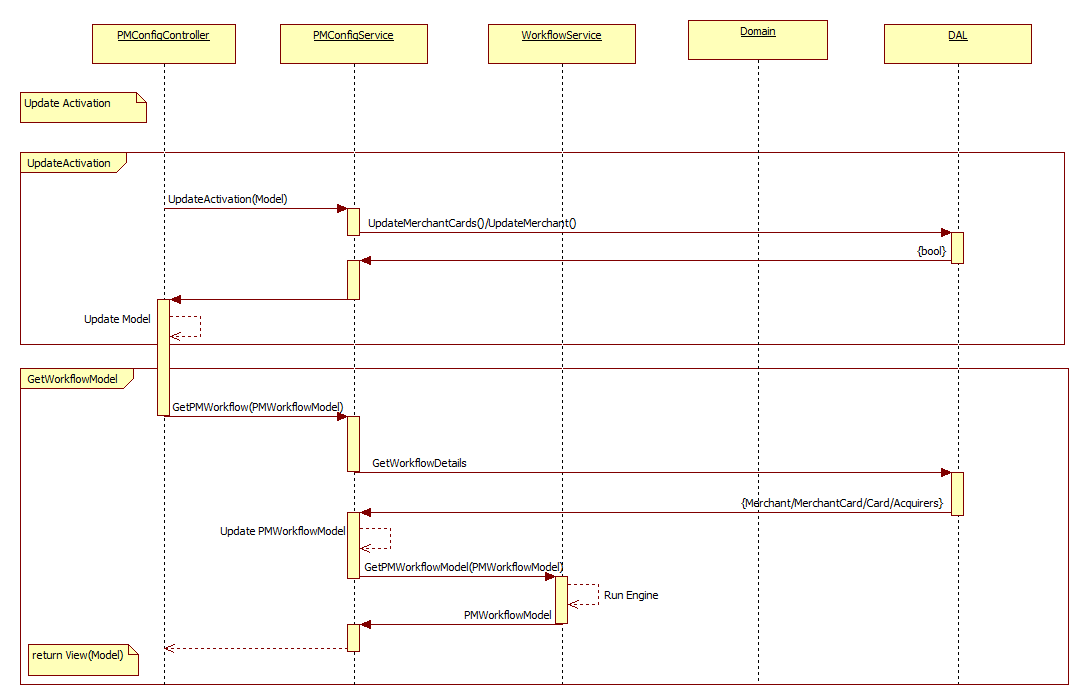 PMConfigController
PMConfigService
WorkflowService
Domain
DAL
Update Activation
UpdateActivation
UpdateActivation(Model)
UpdateMerchantCards()/UpdateMerchant()
{bool}
Update Model
GetWorkflowModel
GetPMWorkflow(PMWorkflowModel)
GetWorkflowDetails
{Merchant/MerchantCard/Card/Acquirers}
Update PMWorkflowModel
GetPMWorkflowModel(PMWorkflowModel)
Run Engine
PMWorkflowModel
return View(Model)